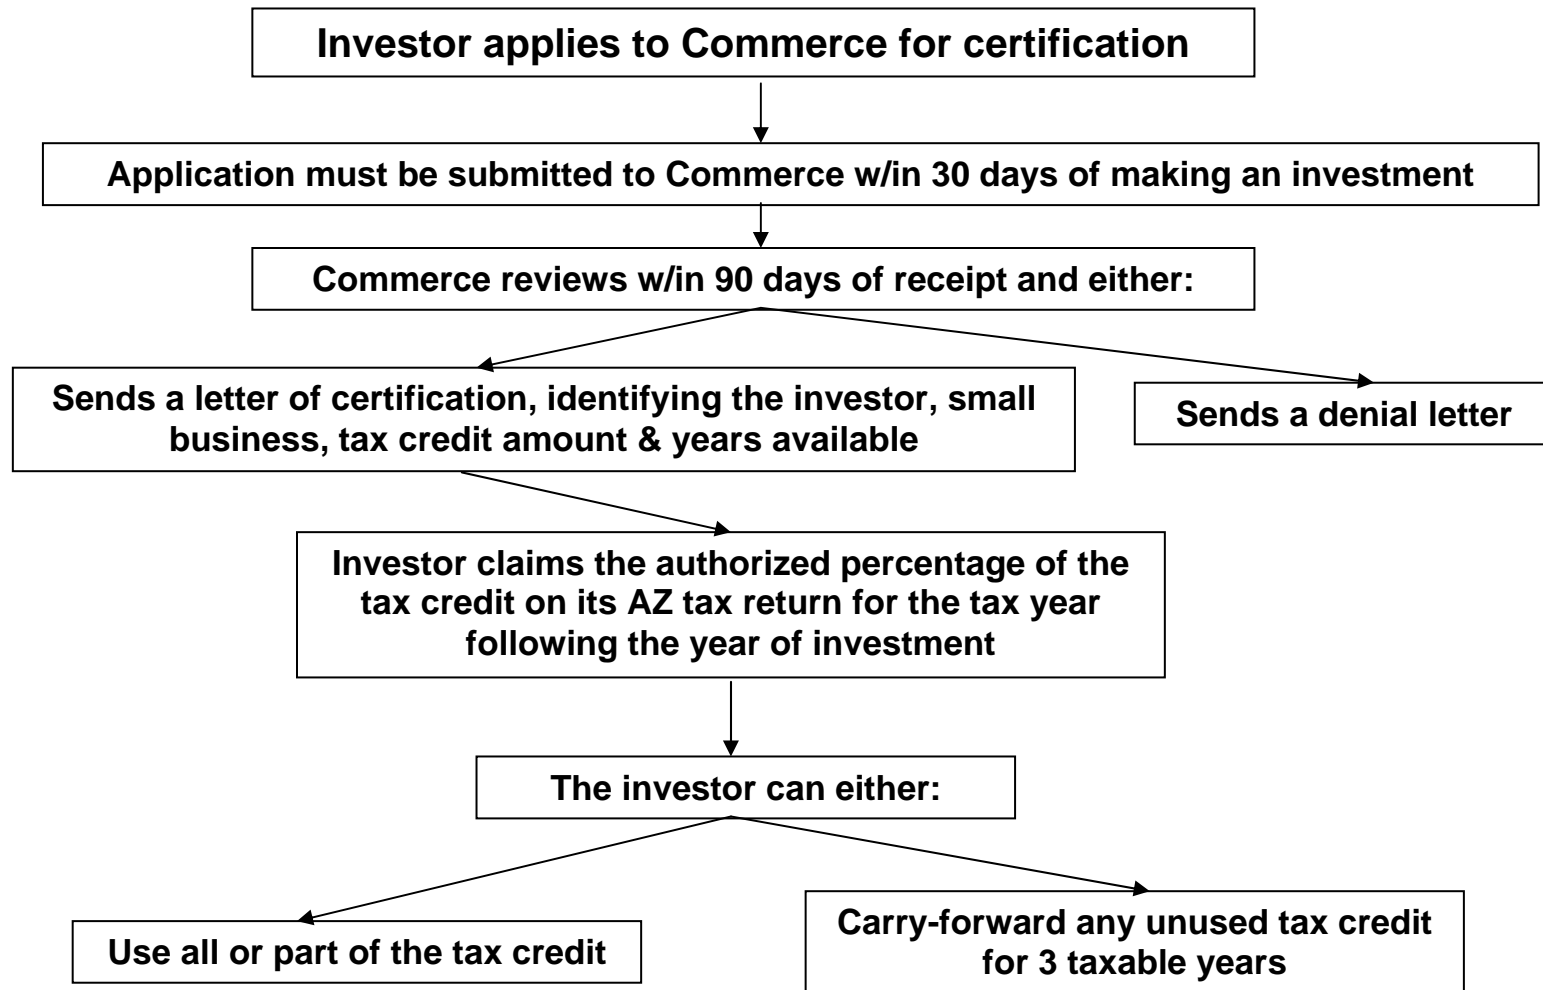 Investor applies to Commerce for certification
Application must be submitted to Commerce w/in 30 days of making an investment
Commerce reviews w/in 90 days of receipt and either:
Sends a letter of certification, identifying the investor, small
business, tax credit amount & years available
Sends a denial letter
Investor claims the authorized percentage of the
tax credit on its AZ tax return for the tax year
following the year of investment
The investor can either:
Use all or part of the tax credit
Carry-forward any unused tax credit
for 3 taxable years